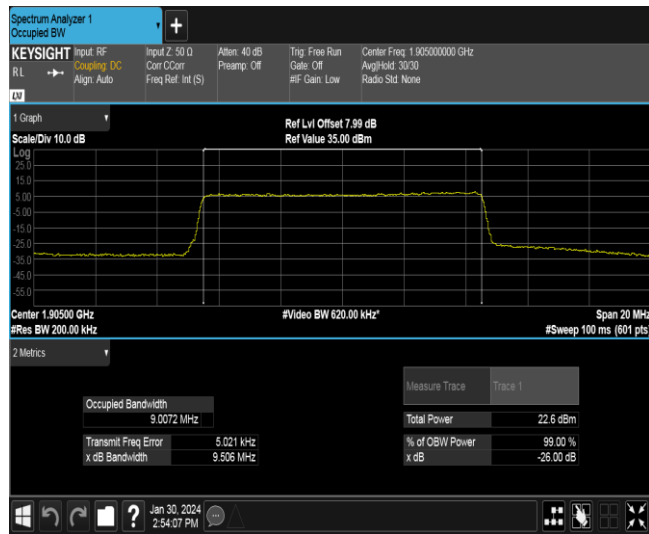 Spectrum Analyzer 1
Occupied BW
+
KEYSIGHT Input: RF Input Z: 50 Ω Atten: 40 dB Trig: Free Run Center Freq: 1.905000000 GHz
RL Coupling: DC Corr CCorr Preamp: Off Gate: Off Avg|Hold: 30/30
Align: Auto Freq Ref: Int (S) #IF Gain: Low Radio Std: None
LXI
1 Graph
Ref Lvl Offset 7.99 dB
Scale/Div 10.0 dB Ref Value 35.00 dBm
Log
25.0
15.0
5.00
-5.00
-15.0
-25.0
-35.0
-45.0
-55.0
Center 1.90500 GHz #Video BW 620.00 kHz* Span 20 MHz
#Res BW 200.00 kHz #Sweep 100 ms (601 pts)
2 Metrics
Measure Trace Trace 1
Occupied Bandwidth
9.0072 MHz Total Power 22.6 dBm
Transmit Freq Error 5.021 kHz % of OBW Power 99.00 %
x dB Bandwidth 9.506 MHz x dB -26.00 dB
? Jan 30, 2024
2:54:07 PM